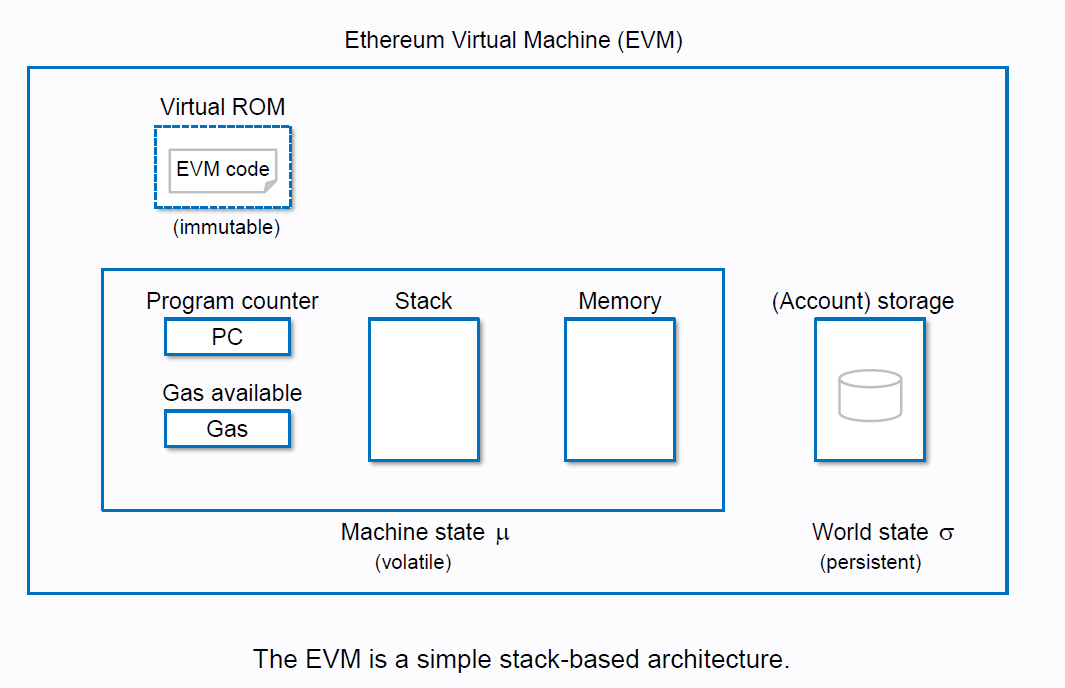 Ethereum Virtual Machine (EVM)
Virtual ROM
EVM code
(immutable)
Program counter
PC
Gas available
Gas
Stack
Memory
(Account) storage
Machine state μ
(volatile)
World state σ
(persistent)
The EVM is a simple stack-based architecture.